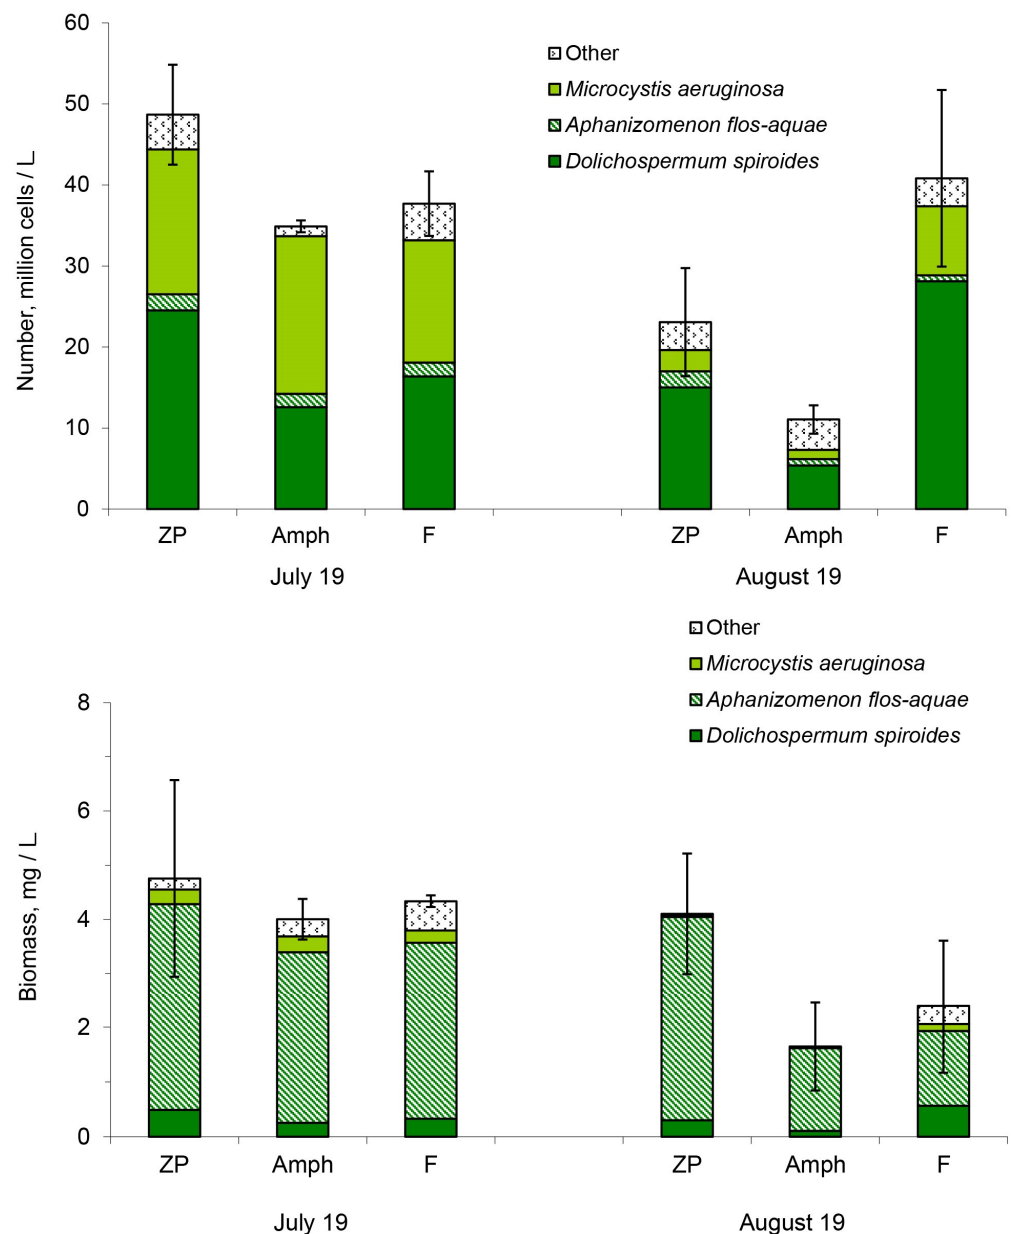 60
50
40
30
20
10
0
Number, million cells / L
Other
Microcystis aeruginosa
Aphanizomenon flos-aquae
Dolichospermum spiroides
ZP Amph F ZP Amph F
July 19 August 19
Other
Microcystis aeruginosa
Aphanizomenon flos-aquae
Dolichospermum spiroides
8
6
4
2
0
Biomass, mg / L
ZP Amph F ZP Amph F
July 19 August 19